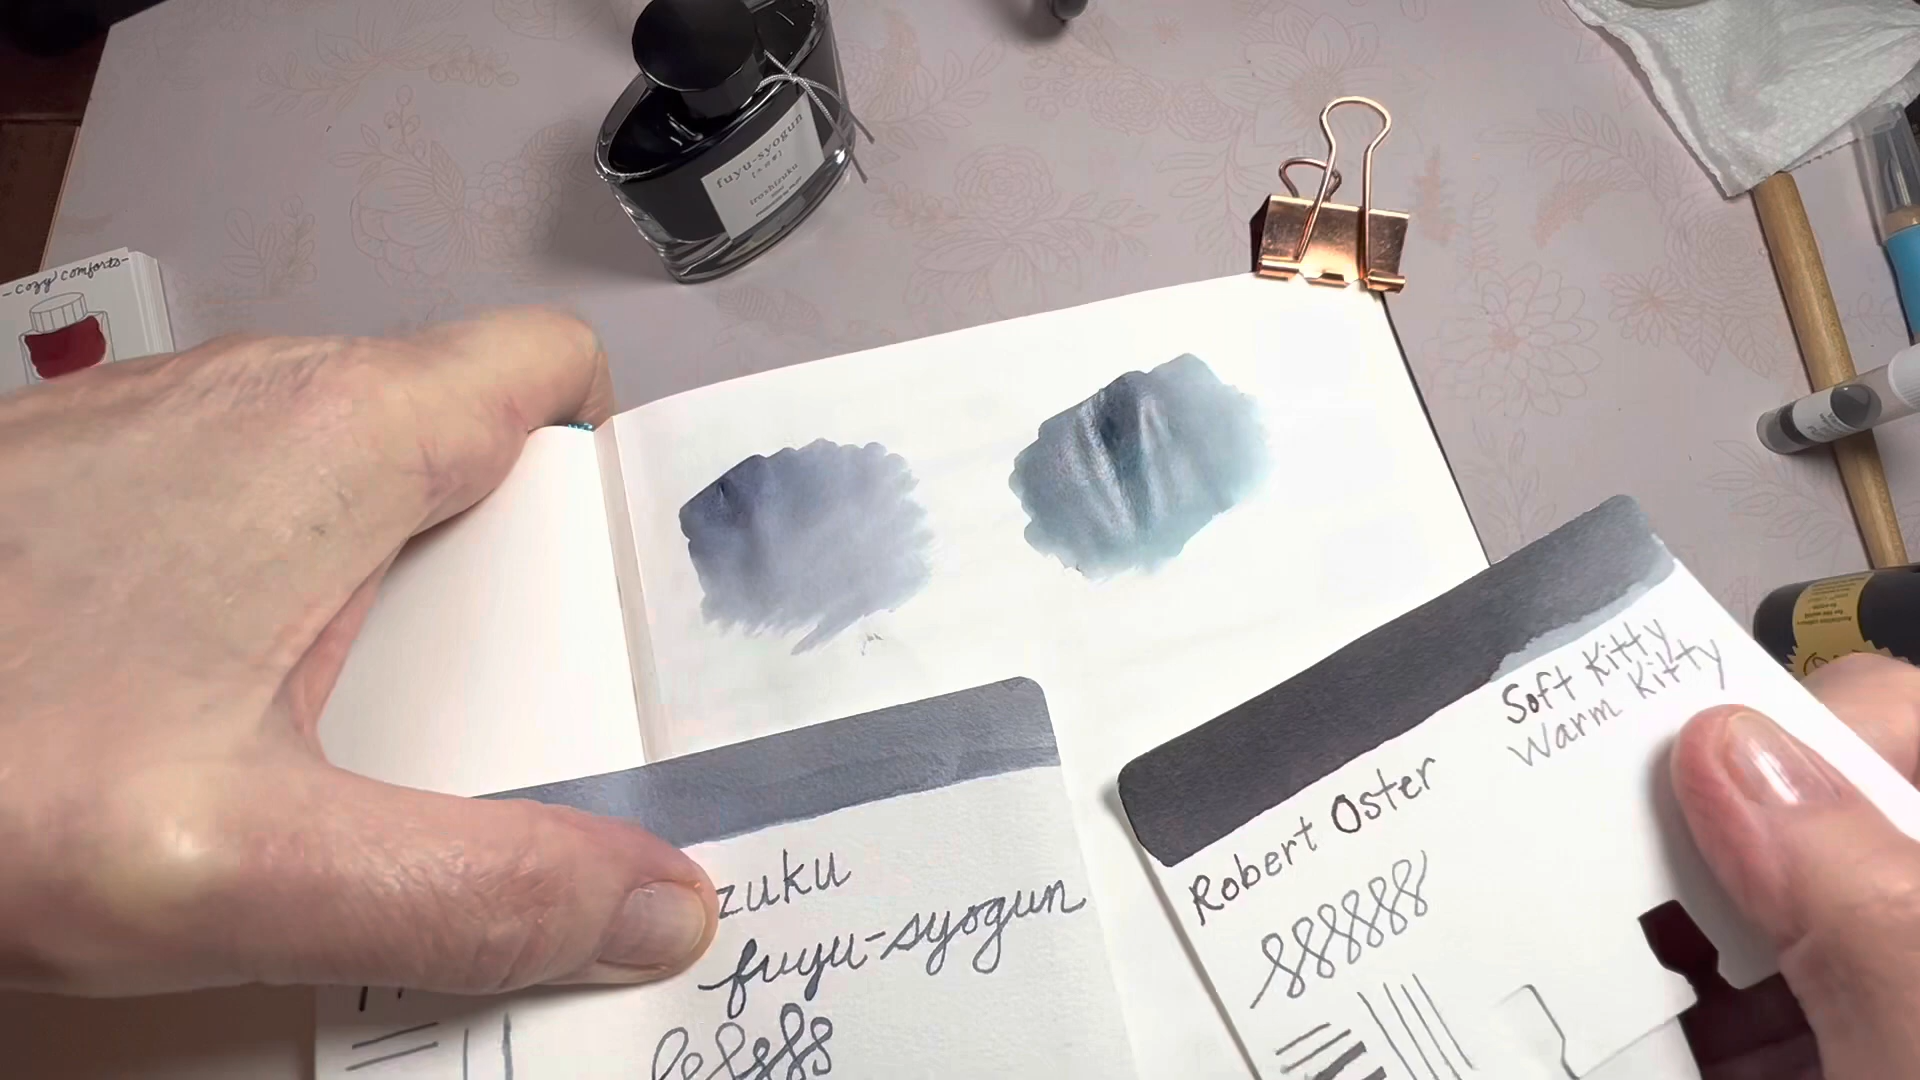 fuyu-syogun
iroshizuku
-cozy comforts-
Soft Kitty
Warm Kitty
Robert Oster
zuku
fuyu-syogun